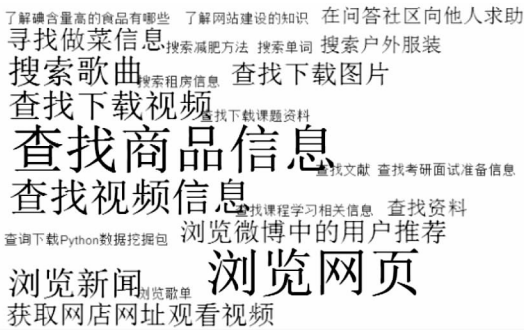 了解碘含量高的食品有哪些 了解网站建设的知识 在问答社区向他人求助
寻找做菜信息 搜索减肥方法 搜索单词 搜索户外服装
搜索歌曲 搜索租房信息 查找下载图片
查找下载视频 查找下载课题资料
查找商品信息
查找文献 查找考研面试准备信息
查找视频信息 查找课程学习相关信息 查找资料
查询下载Python数据挖掘包 浏览微博中的用户推荐
浏览新闻 浏览歌单 浏览网页
获取网店网址观看视频